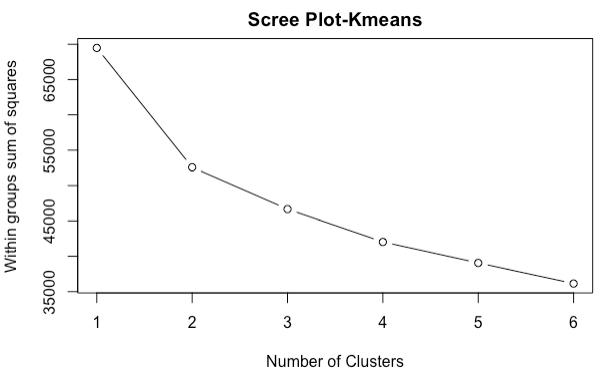 Scree Plot-Kmeans
Within groups sum of squares
65000
55000
45000
35000
1 2 3 4 5 6
Number of Clusters